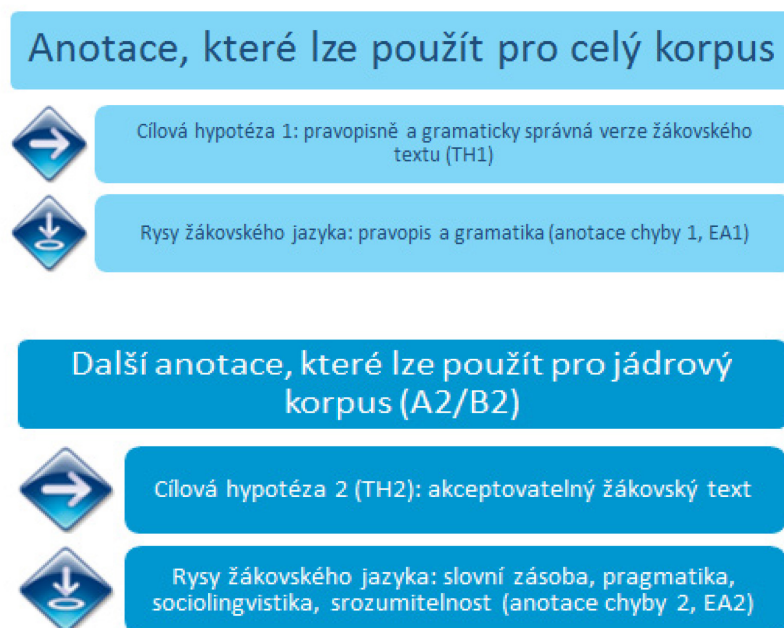 Anotace, které lze použít pro celý korpus
Cílová hypotéza 1: pravopisně a gramaticky správná verze žákovského
textu (TH1)
Rysy žákovského jazyka: pravopis a gramatika (anotace chyby 1, EA1)
Další anotace, které lze použít pro jádrový
korpus (A2/B2)
Cílová hypotéza 2 (TH2): akceptovatelný žákovský text
Rysy žákovského jazyka: slovní zásoba, pragmatika,
sociolingvistika, srozumitelnost (anotace chyby 2, EA2)